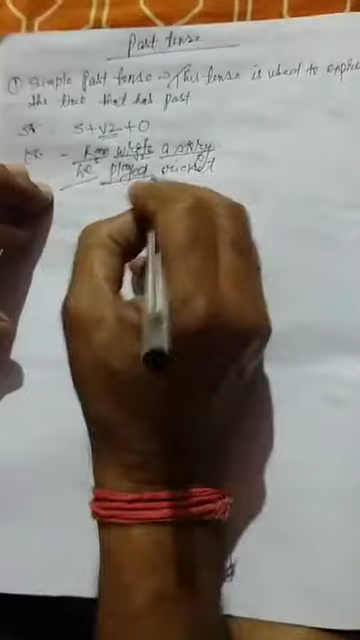 Past tense
① Simple Past tense → This tense is used to express
the time that has past
St. S + V2 + O
Ex - Ram wrote a story
He played cricket